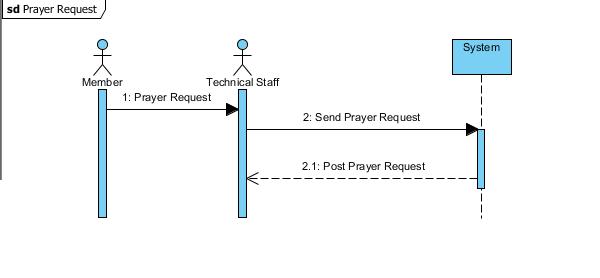 sd Prayer Request
System
Member
Technical Staff
1: Prayer Request
2: Send Prayer Request
2.1: Post Prayer Request